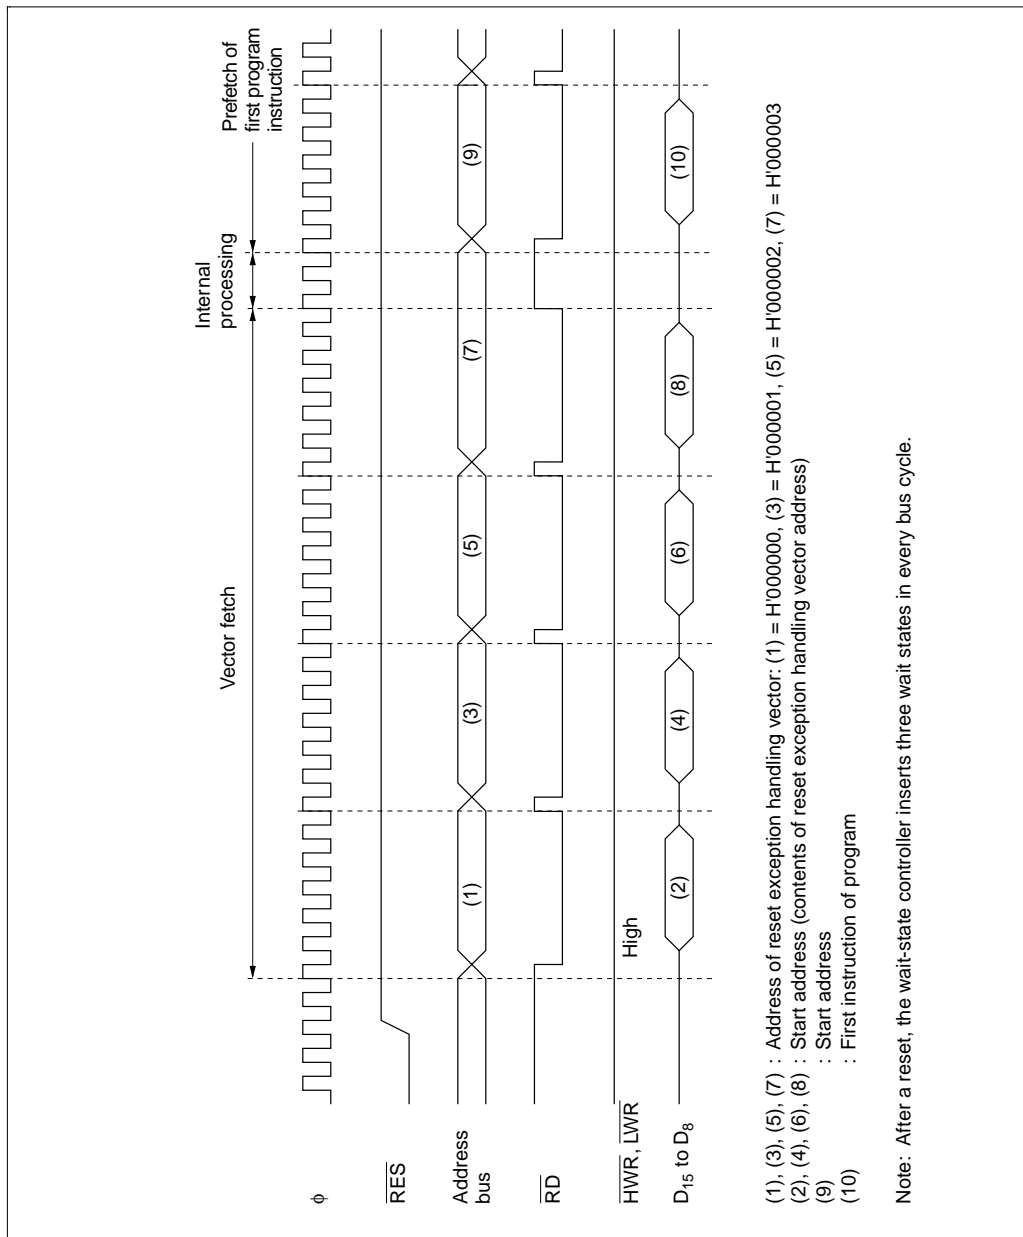 Vector fetch
Internal
processing
Prefetch of
first program
instruction
φ
RES
Address
bus
(1)
(3)
(5)
(7)
(9)
RD
HWR, LWR
High
D15 to D8
(2)
(4)
(6)
(8)
(10)
(1), (3), (5), (7) : Address of reset exception handling vector: (1) = H'000000, (3) = H'000001, (5) = H'000002, (7) = H'000003
(2), (4), (6), (8) : Start address (contents of reset exception handling vector address)
(9) : Start address
(10) : First instruction of program
Note: After a reset, the wait-state controller inserts three wait states in every bus cycle.